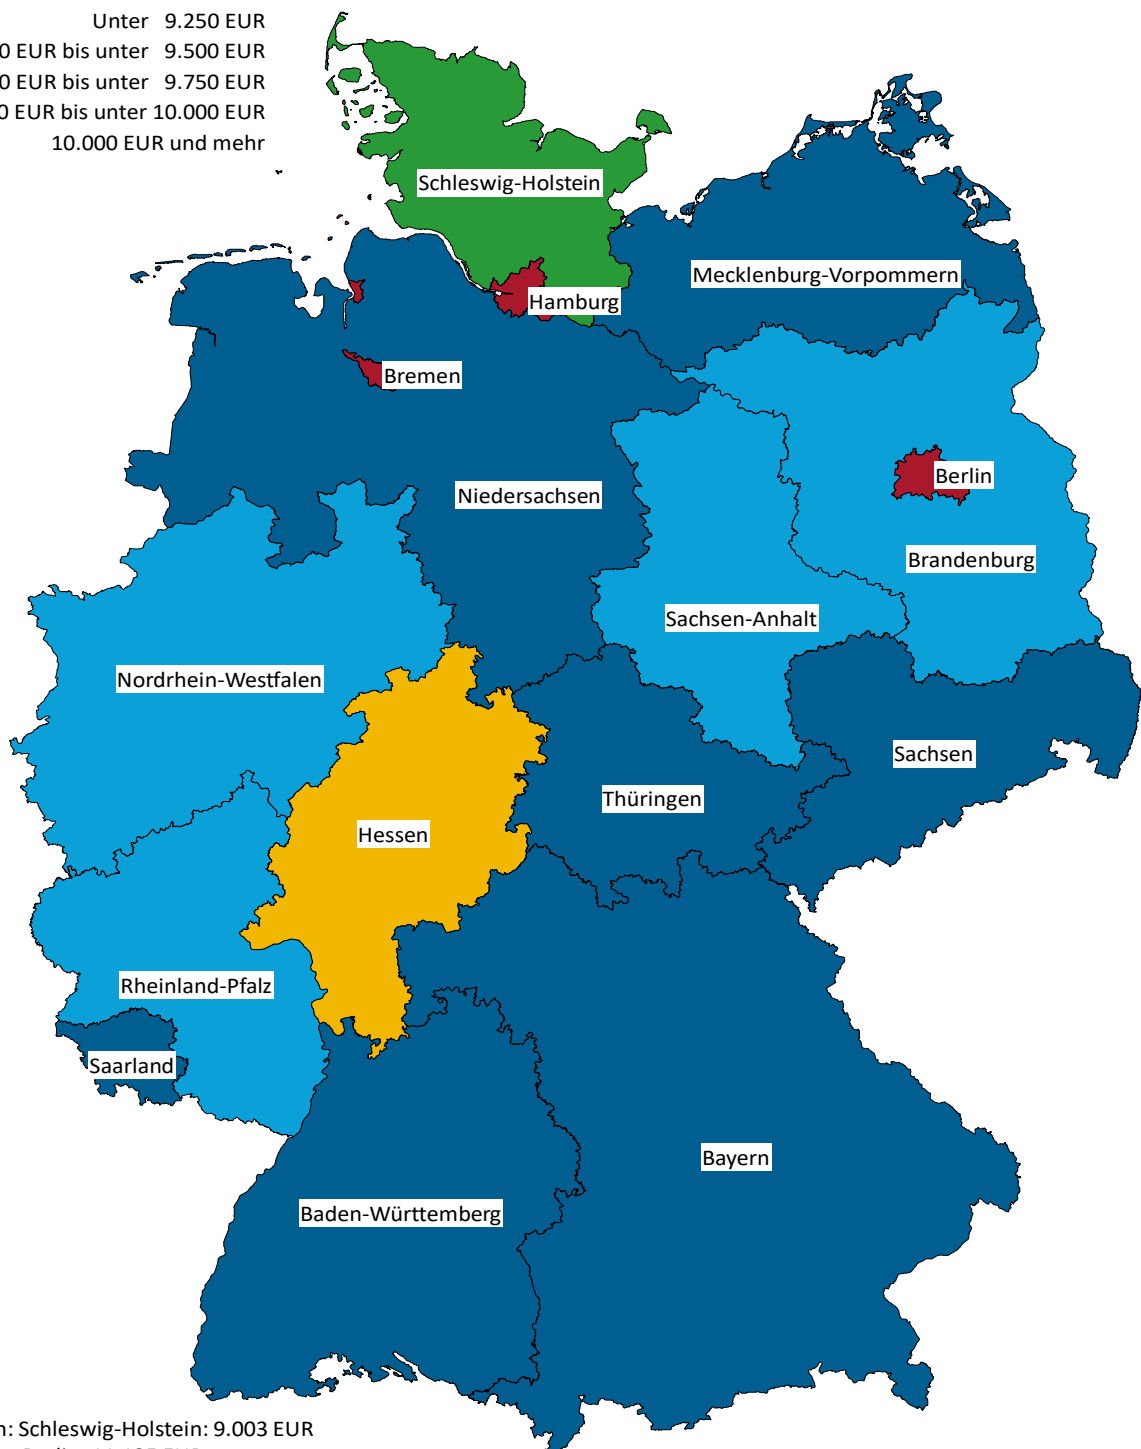 Unter 9.250 EUR
0 EUR bis unter 9.500 EUR
0 EUR bis unter 9.750 EUR
0 EUR bis unter 10.000 EUR
10.000 EUR und mehr
Schleswig-Holstein
Mecklenburg-Vorpommern
Hamburg
Bremen
Berlin
Niedersachsen
Brandenburg
Sachsen-Anhalt
Nordrhein-Westfalen
Sachsen
Thüringen
Hessen
Rheinland-Pfalz
Saarland
Bayern
Baden-Württemberg
: Schleswig-Holstein: 9.003 EUR